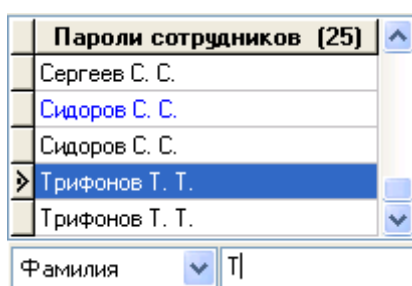 Пароли сотрудников (25)
Сергеев С. С.
Сидоров С. С.
Сидоров С. С.
Трифонов Т. Т.
Трифонов Т. Т.
Фамилия Т